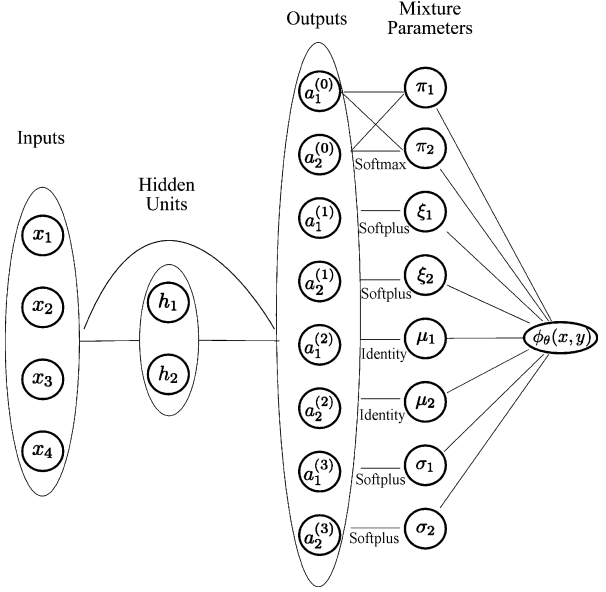 Outputs
Mixture
Parameters
Inputs
Hidden
Units
x₁
x₂
x₃
x₄
h₁
h₂
a₁⁽⁰⁾
a₂⁽⁰⁾
a₁⁽¹⁾
a₂⁽¹⁾
a₁⁽²⁾
a₂⁽²⁾
a₁⁽³⁾
a₂⁽³⁾
Softmax
Softplus
Softplus
Identity
Identity
Softplus
Softplus
π₁
π₂
ξ₁
ξ₂
μ₁
μ₂
σ₁
σ₂
ϕ_θ(x, y)